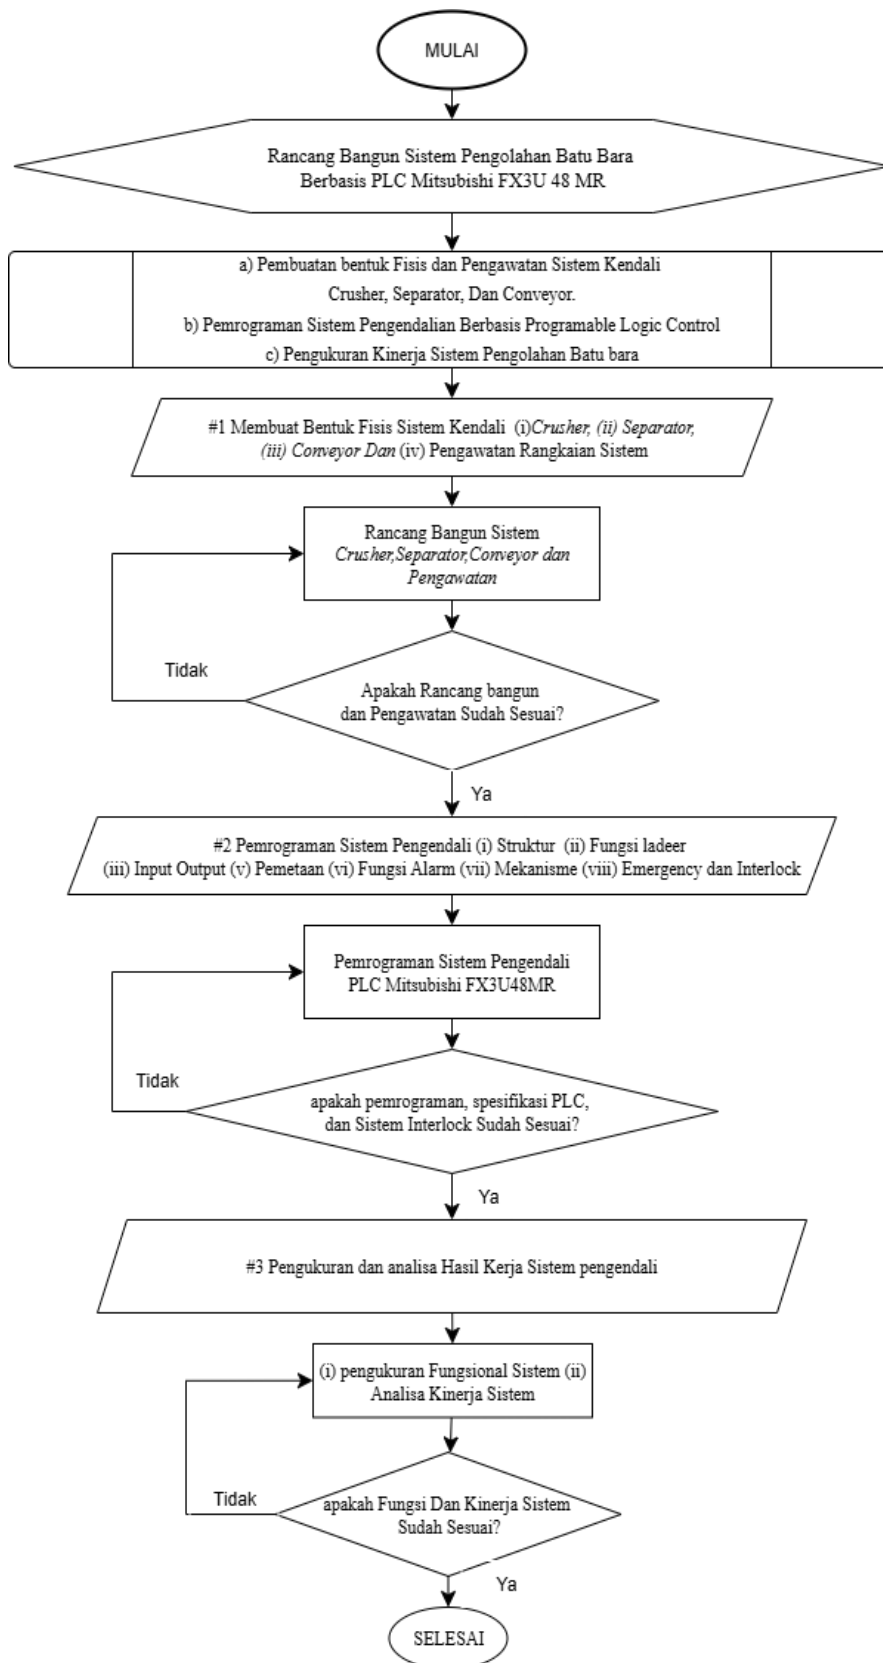 MULAI
Rancang Bangun Sistem Pengolahan Batu Bara
Berbasis PLC Mitsubishi FX3U 48 MR
a) Pembuatan bentuk Fisis dan Pengawatan Sistem Kendali
Crusher, Separator, Dan Conveyor.
b) Pemrograman Sistem Pengendalian Berbasis Programable Logic Control
c) Pengukuran Kinerja Sistem Pengolahan Batu bara
#1 Membuat Bentuk Fisis Sistem Kendali (i)Crusher, (ii) Separator,
(iii) Conveyor Dan (iv) Pengawatan Rangkaian Sistem
Rancang Bangun Sistem
Crusher,Separator,Conveyor dan
Pengawatan
Tidak
Apakah Rancang bangun
dan Pengawatan Sudah Sesuai?
Ya
#2 Pemrograman Sistem Pengendali (i) Struktur (ii) Fungsi ladeer
(iii) Input Output (v) Pemetaan (vi) Fungsi Alarm (vii) Mekanisme (viii) Emergency dan Interlock
Pemrograman Sistem Pengendali
PLC Mitsubishi FX3U48MR
Tidak
apakah pemrograman, spesifikasi PLC,
dan Sistem Interlock Sudah Sesuai?
Ya
#3 Pengukuran dan analisa Hasil Kerja Sistem pengendali
(i) pengukuran Fungsional Sistem (ii)
Analisa Kinerja Sistem
Tidak
apakah Fungsi Dan Kinerja Sistem
Sudah Sesuai?
Ya
SELESAI